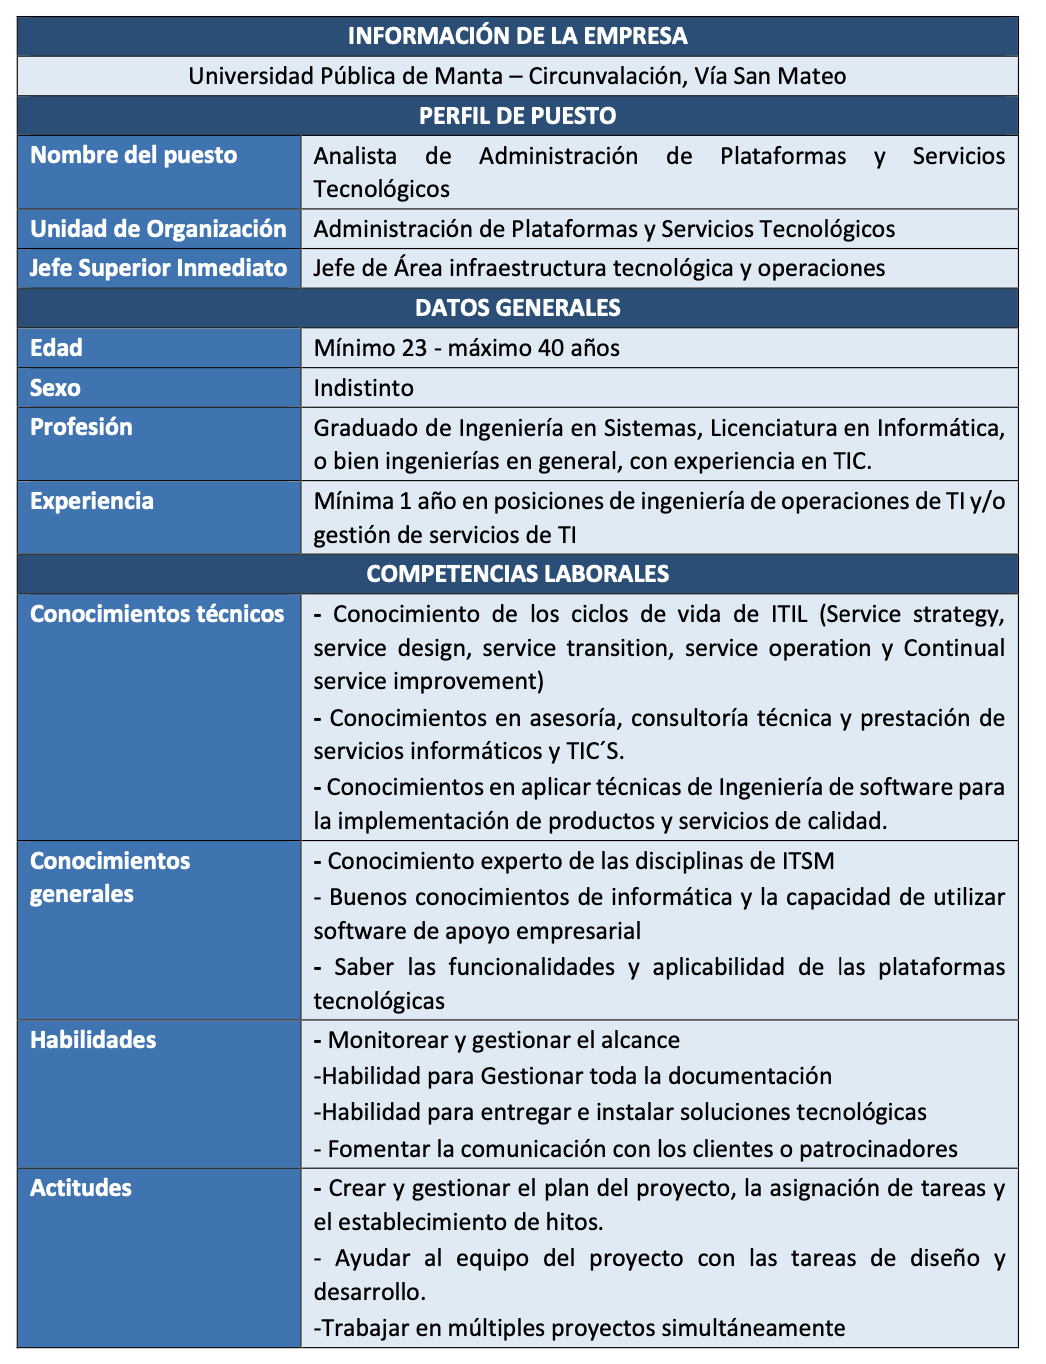 INFORMACIÓN DE LA EMPRESA
Universidad Pública de Manta – Circunvalación, Vía San Mateo
PERFIL DE PUESTO
Nombre del puesto
Analista de Administración de Plataformas y Servicios
Tecnológicos
Unidad de Organización
Administración de Plataformas y Servicios Tecnológicos
Jefe Superior Inmediato
Jefe de Área infraestructura tecnológica y operaciones
DATOS GENERALES
Edad
Mínimo 23 - máximo 40 años
Sexo
Indistinto
Profesión
Graduado de Ingeniería en Sistemas, Licenciatura en Informática,
o bien ingenierías en general, con experiencia en TIC.
Experiencia
Mínima 1 año en posiciones de ingeniería de operaciones de TI y/o
gestión de servicios de TI
COMPETENCIAS LABORALES
Conocimientos técnicos
- Conocimiento de los ciclos de vida de ITIL (Service strategy,
service design, service transition, service operation y Continual
service improvement)
- Conocimientos en asesoría, consultoría técnica y prestación de
servicios informáticos y TIC´S.
- Conocimientos en aplicar técnicas de Ingeniería de software para
la implementación de productos y servicios de calidad.
Conocimientos
generales
- Conocimiento experto de las disciplinas de ITSM
- Buenos conocimientos de informática y la capacidad de utilizar
software de apoyo empresarial
- Saber las funcionalidades y aplicabilidad de las plataformas
tecnológicas
Habilidades
- Monitorear y gestionar el alcance
-Habilidad para Gestionar toda la documentación
-Habilidad para entregar e instalar soluciones tecnológicas
- Fomentar la comunicación con los clientes o patrocinadores
Actitudes
- Crear y gestionar el plan del proyecto, la asignación de tareas y
el establecimiento de hitos.
- Ayudar al equipo del proyecto con las tareas de diseño y
desarrollo.
-Trabajar en múltiples proyectos simultáneamente